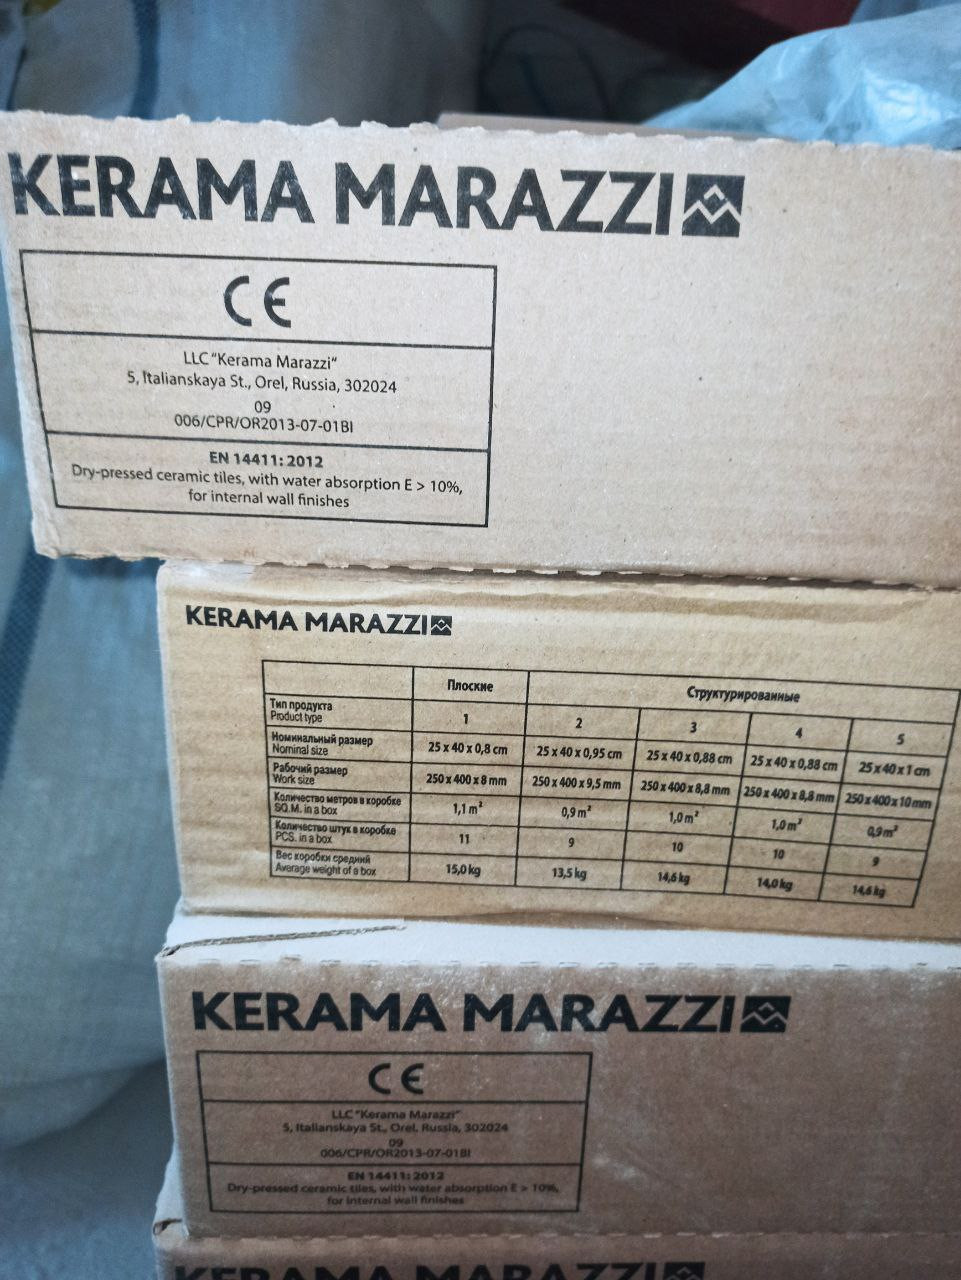 KERAMA MARAZZI
CE
LLC "Kerama Marazzi"
5, Italianskaya St., Orel, Russia, 302024
09
006/CPR/OR2013-07-01BI
EN 14411: 2012
Dry-pressed ceramic tiles, with water absorption E > 10%,
for internal wall finishes
KERAMA MARAZZI
Плоские Структурированные
Тип продукта
Product type 1 2 3 4 5
Номинальный размер
Nominal size 25 x 40 x 0,8 cm 25 x 40 x 0,95 cm 25 x 40 x 0,88 cm 25 x 40 x 0,88 cm 25 x 40 x 1 cm
Рабочий размер
Work size 250 x 400 x 8 mm 250 x 400 x 9,5 mm 250 x 400 x 8,8 mm 250 x 400 x 8,8 mm 250 x 400 x 10 mm
Количество метров в коробке
SQ.M. in a box 1,1 m² 0,9 m² 1,0 m² 1,0 m² 0,9 m²
Количество штук в коробке
PCS. in a box 11 9 10 10 9
Вес коробки средний
Average weight of a box 15,0 kg 13,5 kg 14,6 kg 14,0 kg 14,6 kg
KERAMA MARAZZI
CE
LLC "Kerama Marazzi"
5, Italianskaya St., Orel, Russia, 302024
09
006/CPR/OR2013-07-01BI
EN 14411: 2012
Dry-pressed ceramic tiles, with water absorption E > 10%,
for internal wall finishes
KERAMA MARAZZI